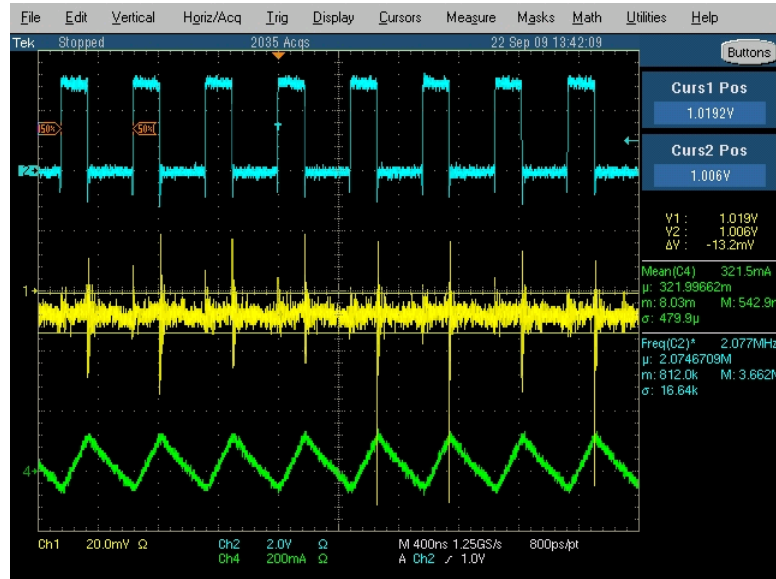 File Edit Vertical Horiz/Acq Trig Display Cursors Measure Masks Math Utilities Help
Tek Stopped 2035 Acqs 22 Sep 09 13:42:09
Buttons
Curs1 Pos
1.0192V
Curs2 Pos
1.006V
V1 : 1.019V
V2 : 1.006V
ΔV : -13.2mV
Mean(C4) 321.5mA
μ: 321.99662m
m: 8.03m M: 542.9m
σ: 479.9μ
Freq(C2)* 2.077MHz
μ: 2.0746709M
m: 812.0k M: 3.662M
σ: 16.64k
50%
50%
2
1
4
Ch1 20.0mV Ω Ch2 2.0V Ω M 400ns 1.25GS/s 800ps/pt
Ch4 200mA Ω A Ch2 ∕ 1.0V